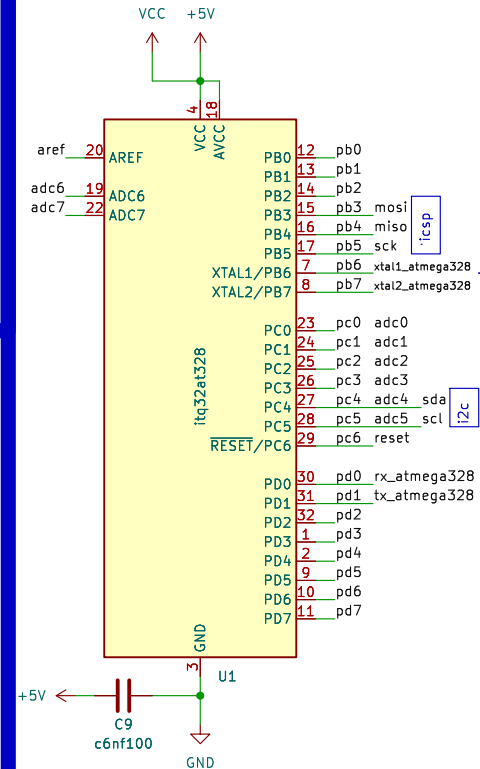 VCC +5V
4 18
VCC AVCC
aref 20 AREF
adc6 19 ADC6
adc7 22 ADC7
PB0 12 pb0
PB1 13 pb1
PB2 14 pb2
PB3 15 pb3 mosi
PB4 16 pb4 miso
PB5 17 pb5 sck
icsp
XTAL1/PB6 7 pb6 xtal1_atmega328
XTAL2/PB7 8 pb7 xtal2_atmega328
PC0 23 pc0 adc0
PC1 24 pc1 adc1
PC2 25 pc2 adc2
PC3 26 pc3 adc3
PC4 27 pc4 adc4 sda
PC5 28 pc5 adc5 scl
i2c
RESET/PC6 29 pc6 reset
itq32at328
PD0 30 pd0 rx_atmega328
PD1 31 pd1 tx_atmega328
PD2 32 pd2
PD3 1 pd3
PD4 2 pd4
PD5 9 pd5
PD6 10 pd6
PD7 11 pd7
GND
3 U1
+5V
C9
c6nf100
GND